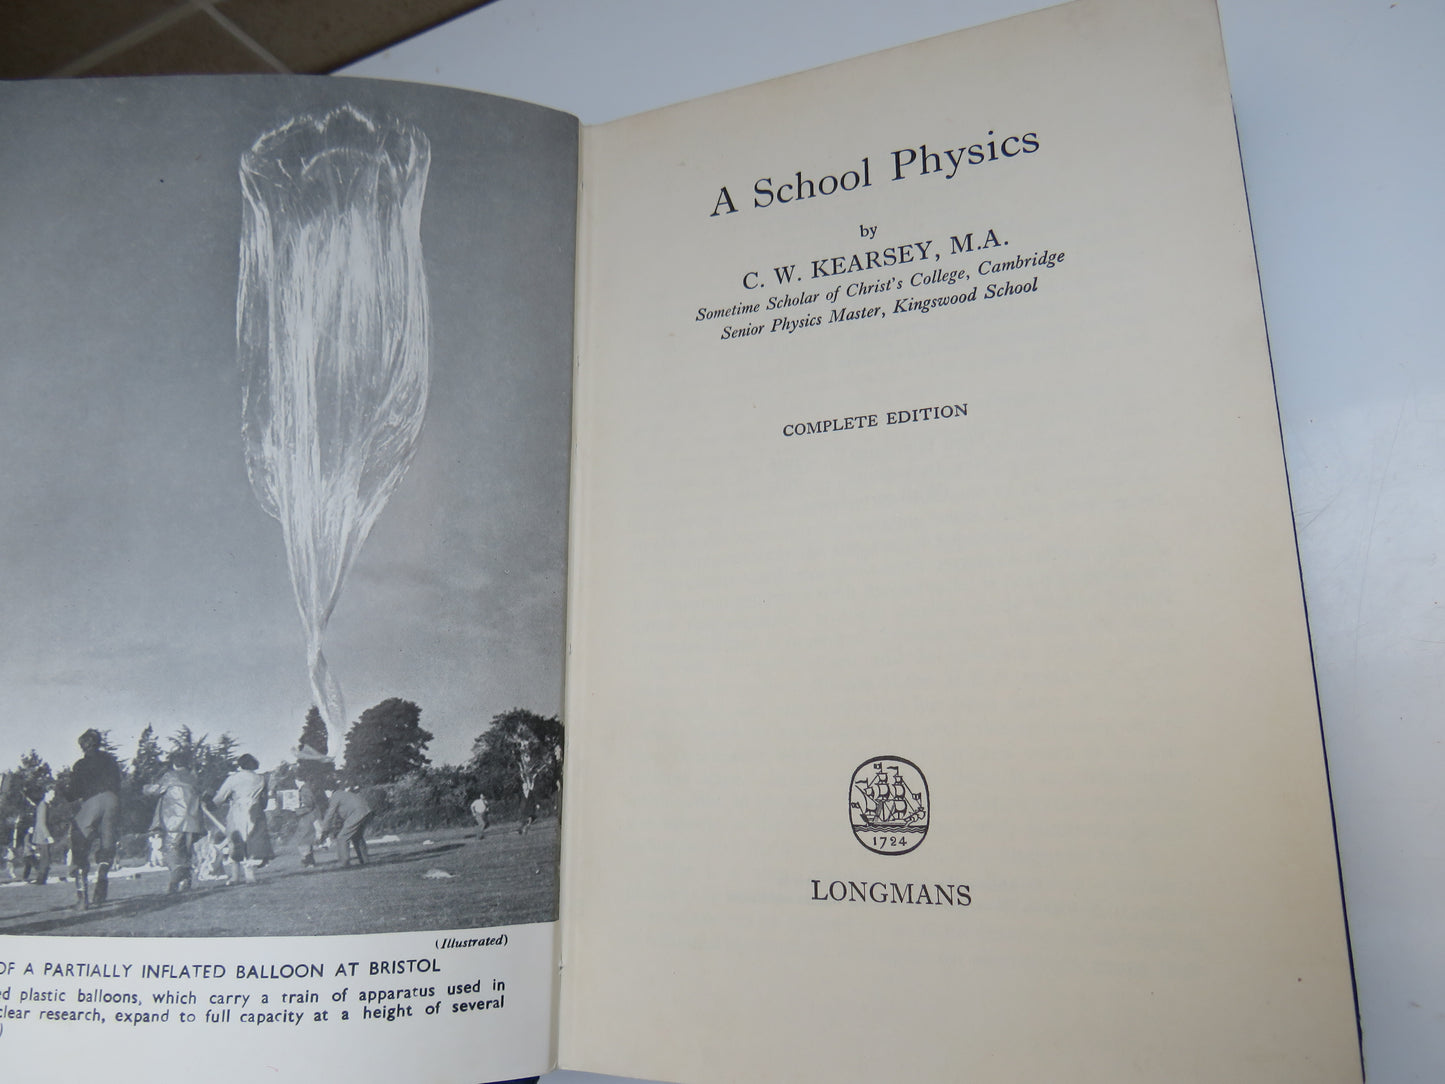 (Illustrated)
OF A PARTIALLY INFLATED BALLOON AT BRISTOL
plastic balloons, which carry a train of apparatus used in
research, expand to full capacity at a height of several
)
A School Physics
by
C. W. KEARSEY, M.A.
Sometime Scholar of Christ's College, Cambridge
Senior Physics Master, Kingswood School
COMPLETE EDITION
1724
LONGMANS